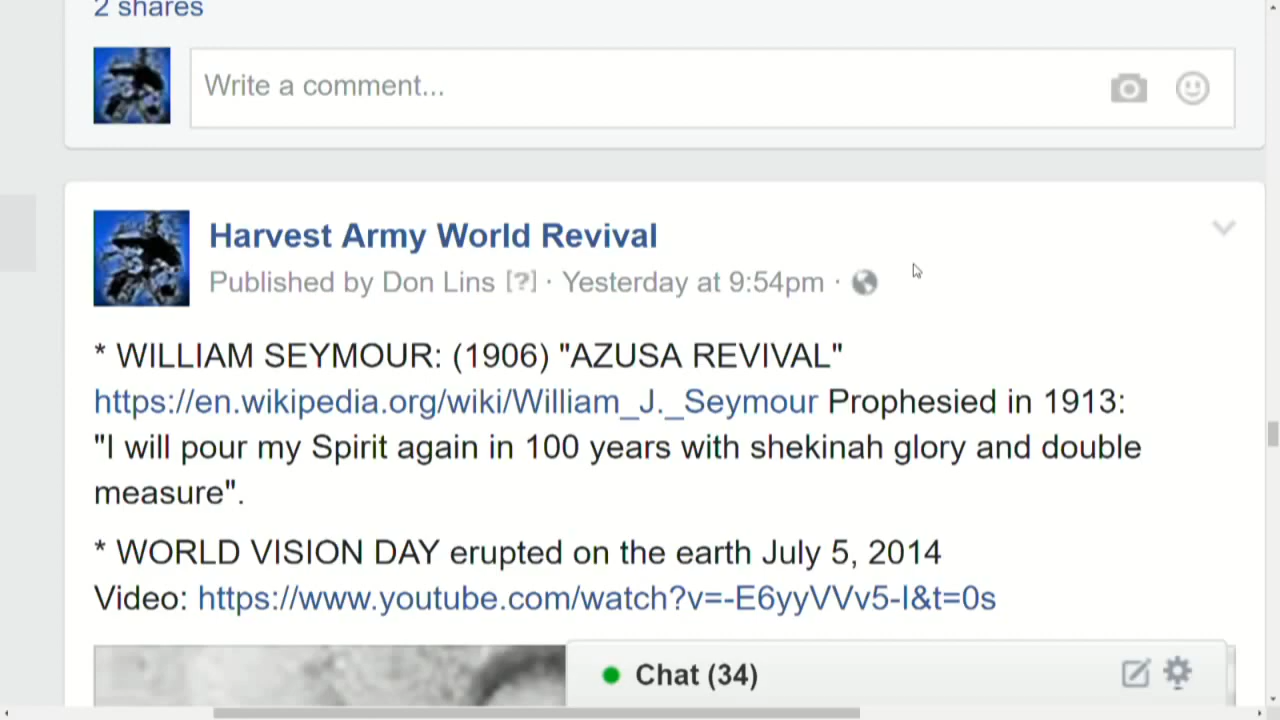 2 shares
Write a comment...
Harvest Army World Revival
Published by Don Lins [?] · Yesterday at 9:54pm ·
* WILLIAM SEYMOUR: (1906) "AZUSA REVIVAL"
https://en.wikipedia.org/wiki/William_J._Seymour Prophesied in 1913:
"I will pour my Spirit again in 100 years with shekinah glory and double
measure".
* WORLD VISION DAY erupted on the earth July 5, 2014
Video: https://www.youtube.com/watch?v=-E6yyVVv5-I&t=0s
Chat (34)